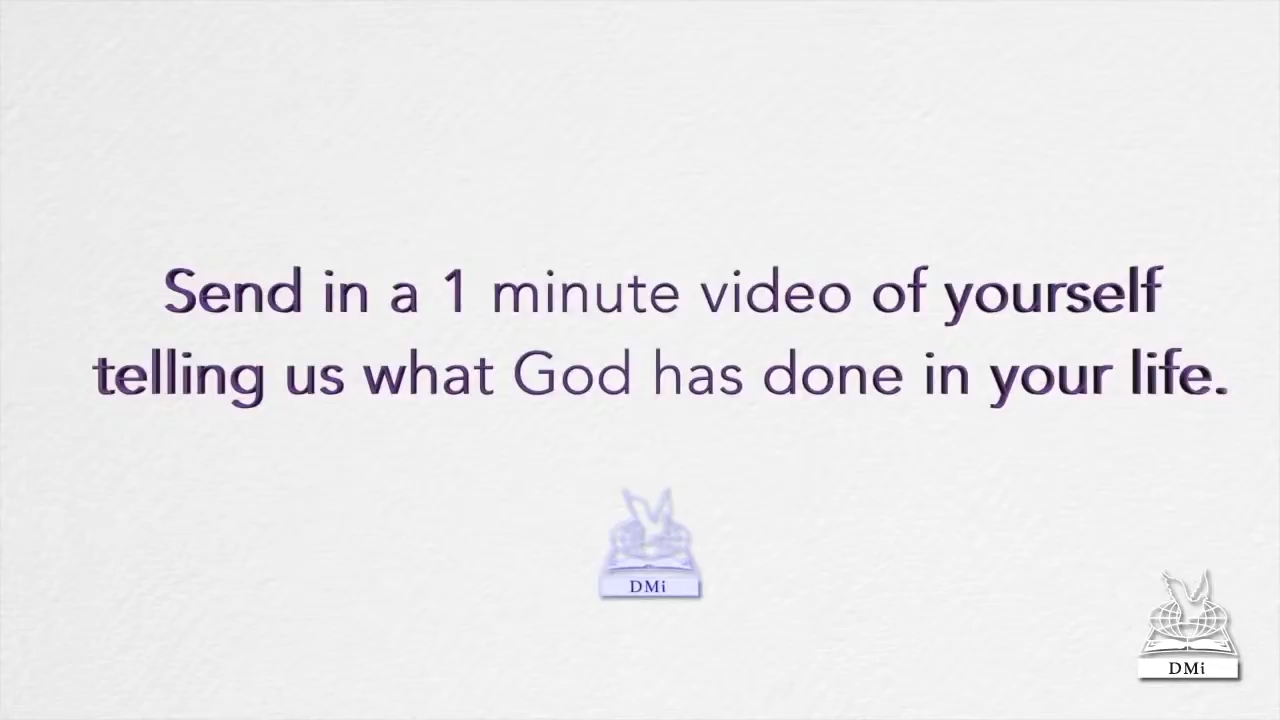 Send in a 1 minute video of yourself
telling us what God has done in your life.
DMi
DMi